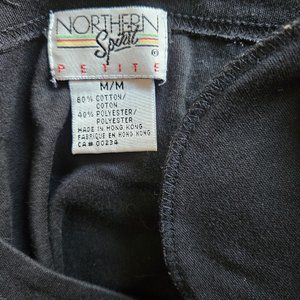 NORTHERN
Spirit
®
PETITE
M/M
60% COTTON/
COTON
40% POLYESTER/
POLYESTER
MADE IN HONG KONG
FABRIQUE EN HONG KONG
CA# 00234